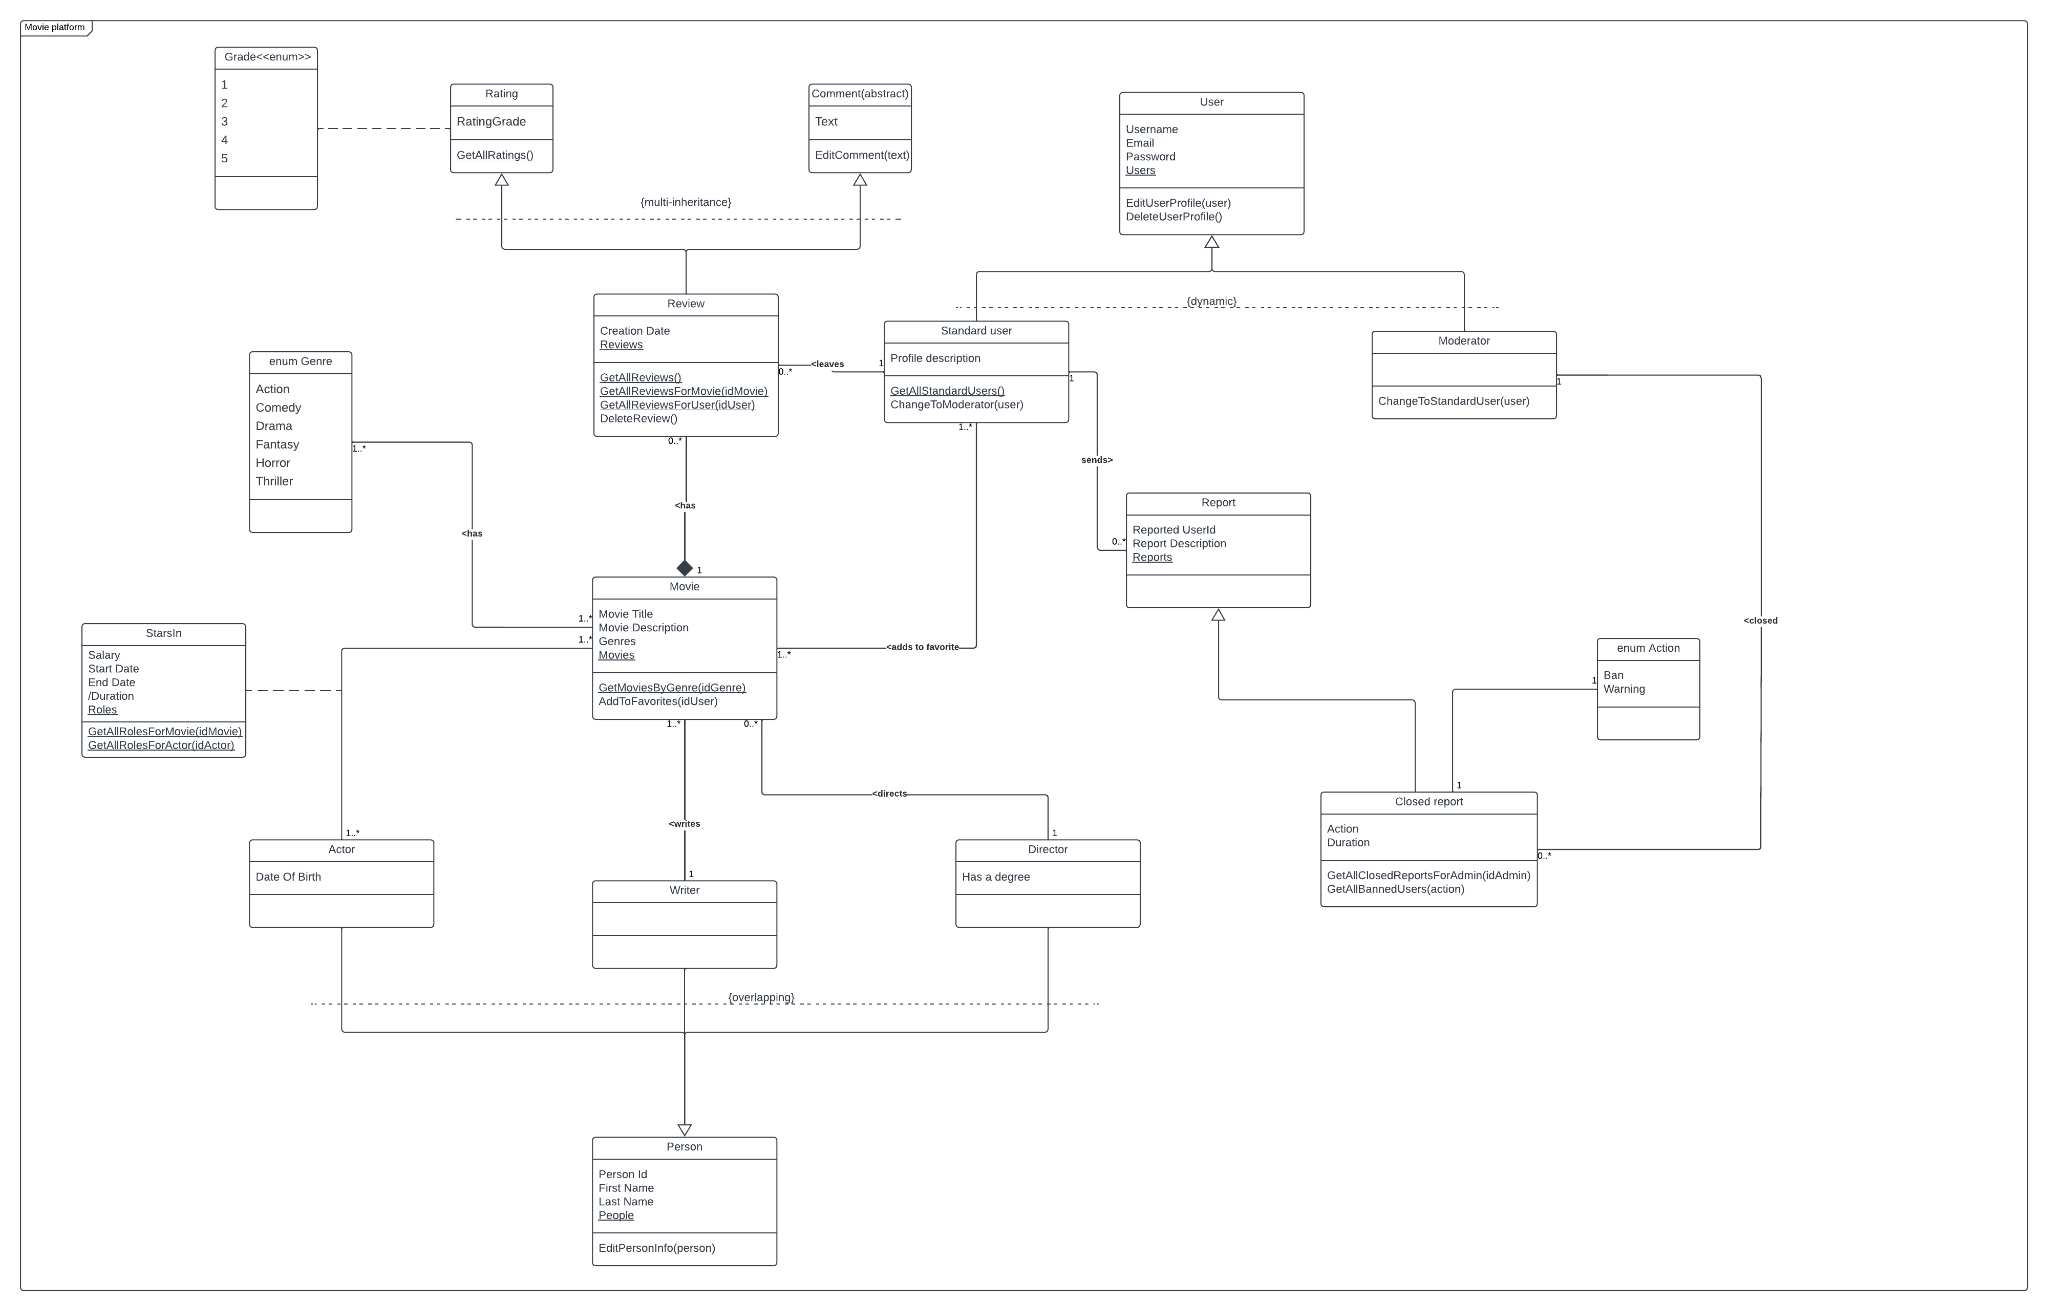 Movie platform
Grade<<enum>>
1
2
3
4
5
Rating
RatingGrade
GetAllRatings()
Comment(abstract)
Text
EditComment(text)
{multi-inheritance}
User
Username
Email
Password
Users
EditUserProfile(user)
DeleteUserProfile()
{dynamic}
Review
Creation Date
Reviews
GetAllReviews()
GetAllReviewsForMovie(idMovie)
GetAllReviewsForUser(idUser)
DeleteReview()
0..*
<leaves
1
0..*
Standard user
Profile description
GetAllStandardUsers()
ChangeToModerator(user)
1
1..*
Moderator
ChangeToStandardUser(user)
1
enum Genre
Action
Comedy
Drama
Fantasy
Horror
Thriller
1..*
<has
1..*
<has
1
sends>
0..*
Report
Reported UserId
Report Description
Reports
Movie
Movie Title
Movie Description
Genres
Movies
GetMoviesByGenre(idGenre)
AddToFavorites(idUser)
1..*
1..*
<adds to favorite
1..*
0..*
StarsIn
Salary
Start Date
End Date
/Duration
Roles
GetAllRolesForMovie(idMovie)
GetAllRolesForActor(idActor)
<closed
enum Action
Ban
Warning
1
1
Closed report
Action
Duration
GetAllClosedReportsForAdmin(idAdmin)
GetAllBannedUsers(action)
0..*
<directs
<writes
1..*
Actor
Date Of Birth
1
Writer
1
Director
Has a degree
{overlapping}
Person
Person Id
First Name
Last Name
People
EditPersonInfo(person)